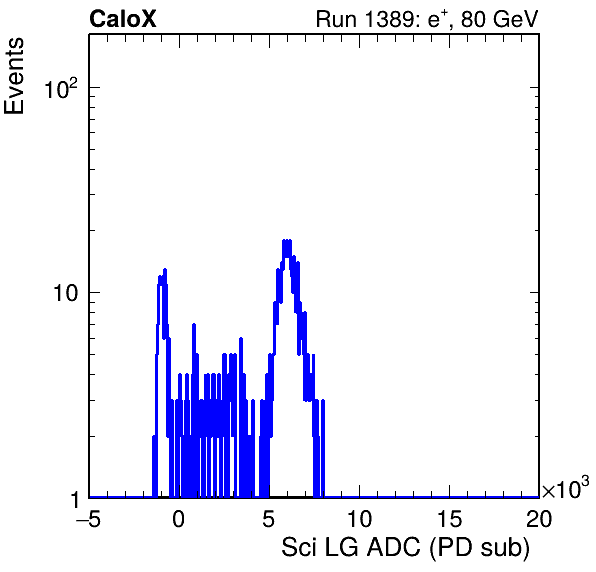 CaloX Run 1389: e⁺, 80 GeV
Events
10²
10
1
−5 0 5 10 15 20
×10³
Sci LG ADC (PD sub)